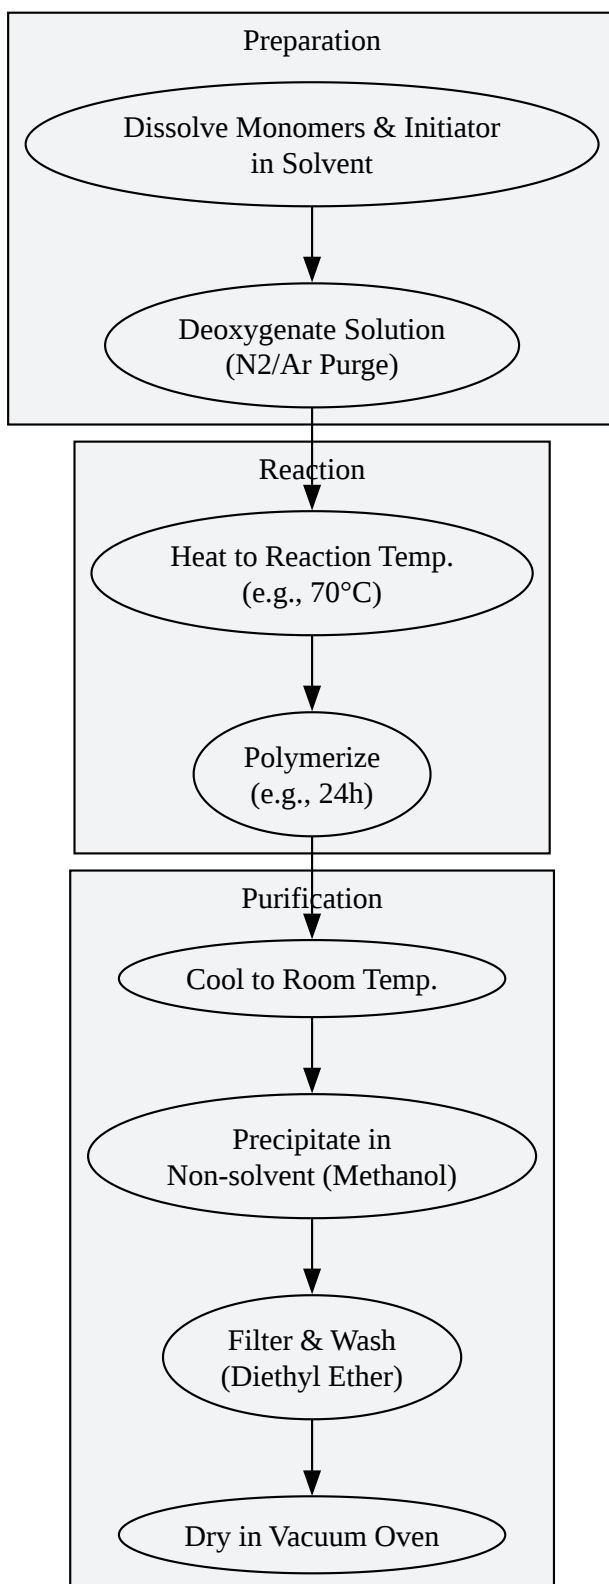 Preparation
Dissolve Monomers & Initiator
in Solvent
Deoxygenate Solution
(N2/Ar Purge)
Reaction
Heat to Reaction Temp.
(e.g., 70°C)
Polymerize
(e.g., 24h)
Purification
Cool to Room Temp.
Precipitate in
Non-solvent (Methanol)
Filter & Wash
(Diethyl Ether)
Dry in Vacuum Oven